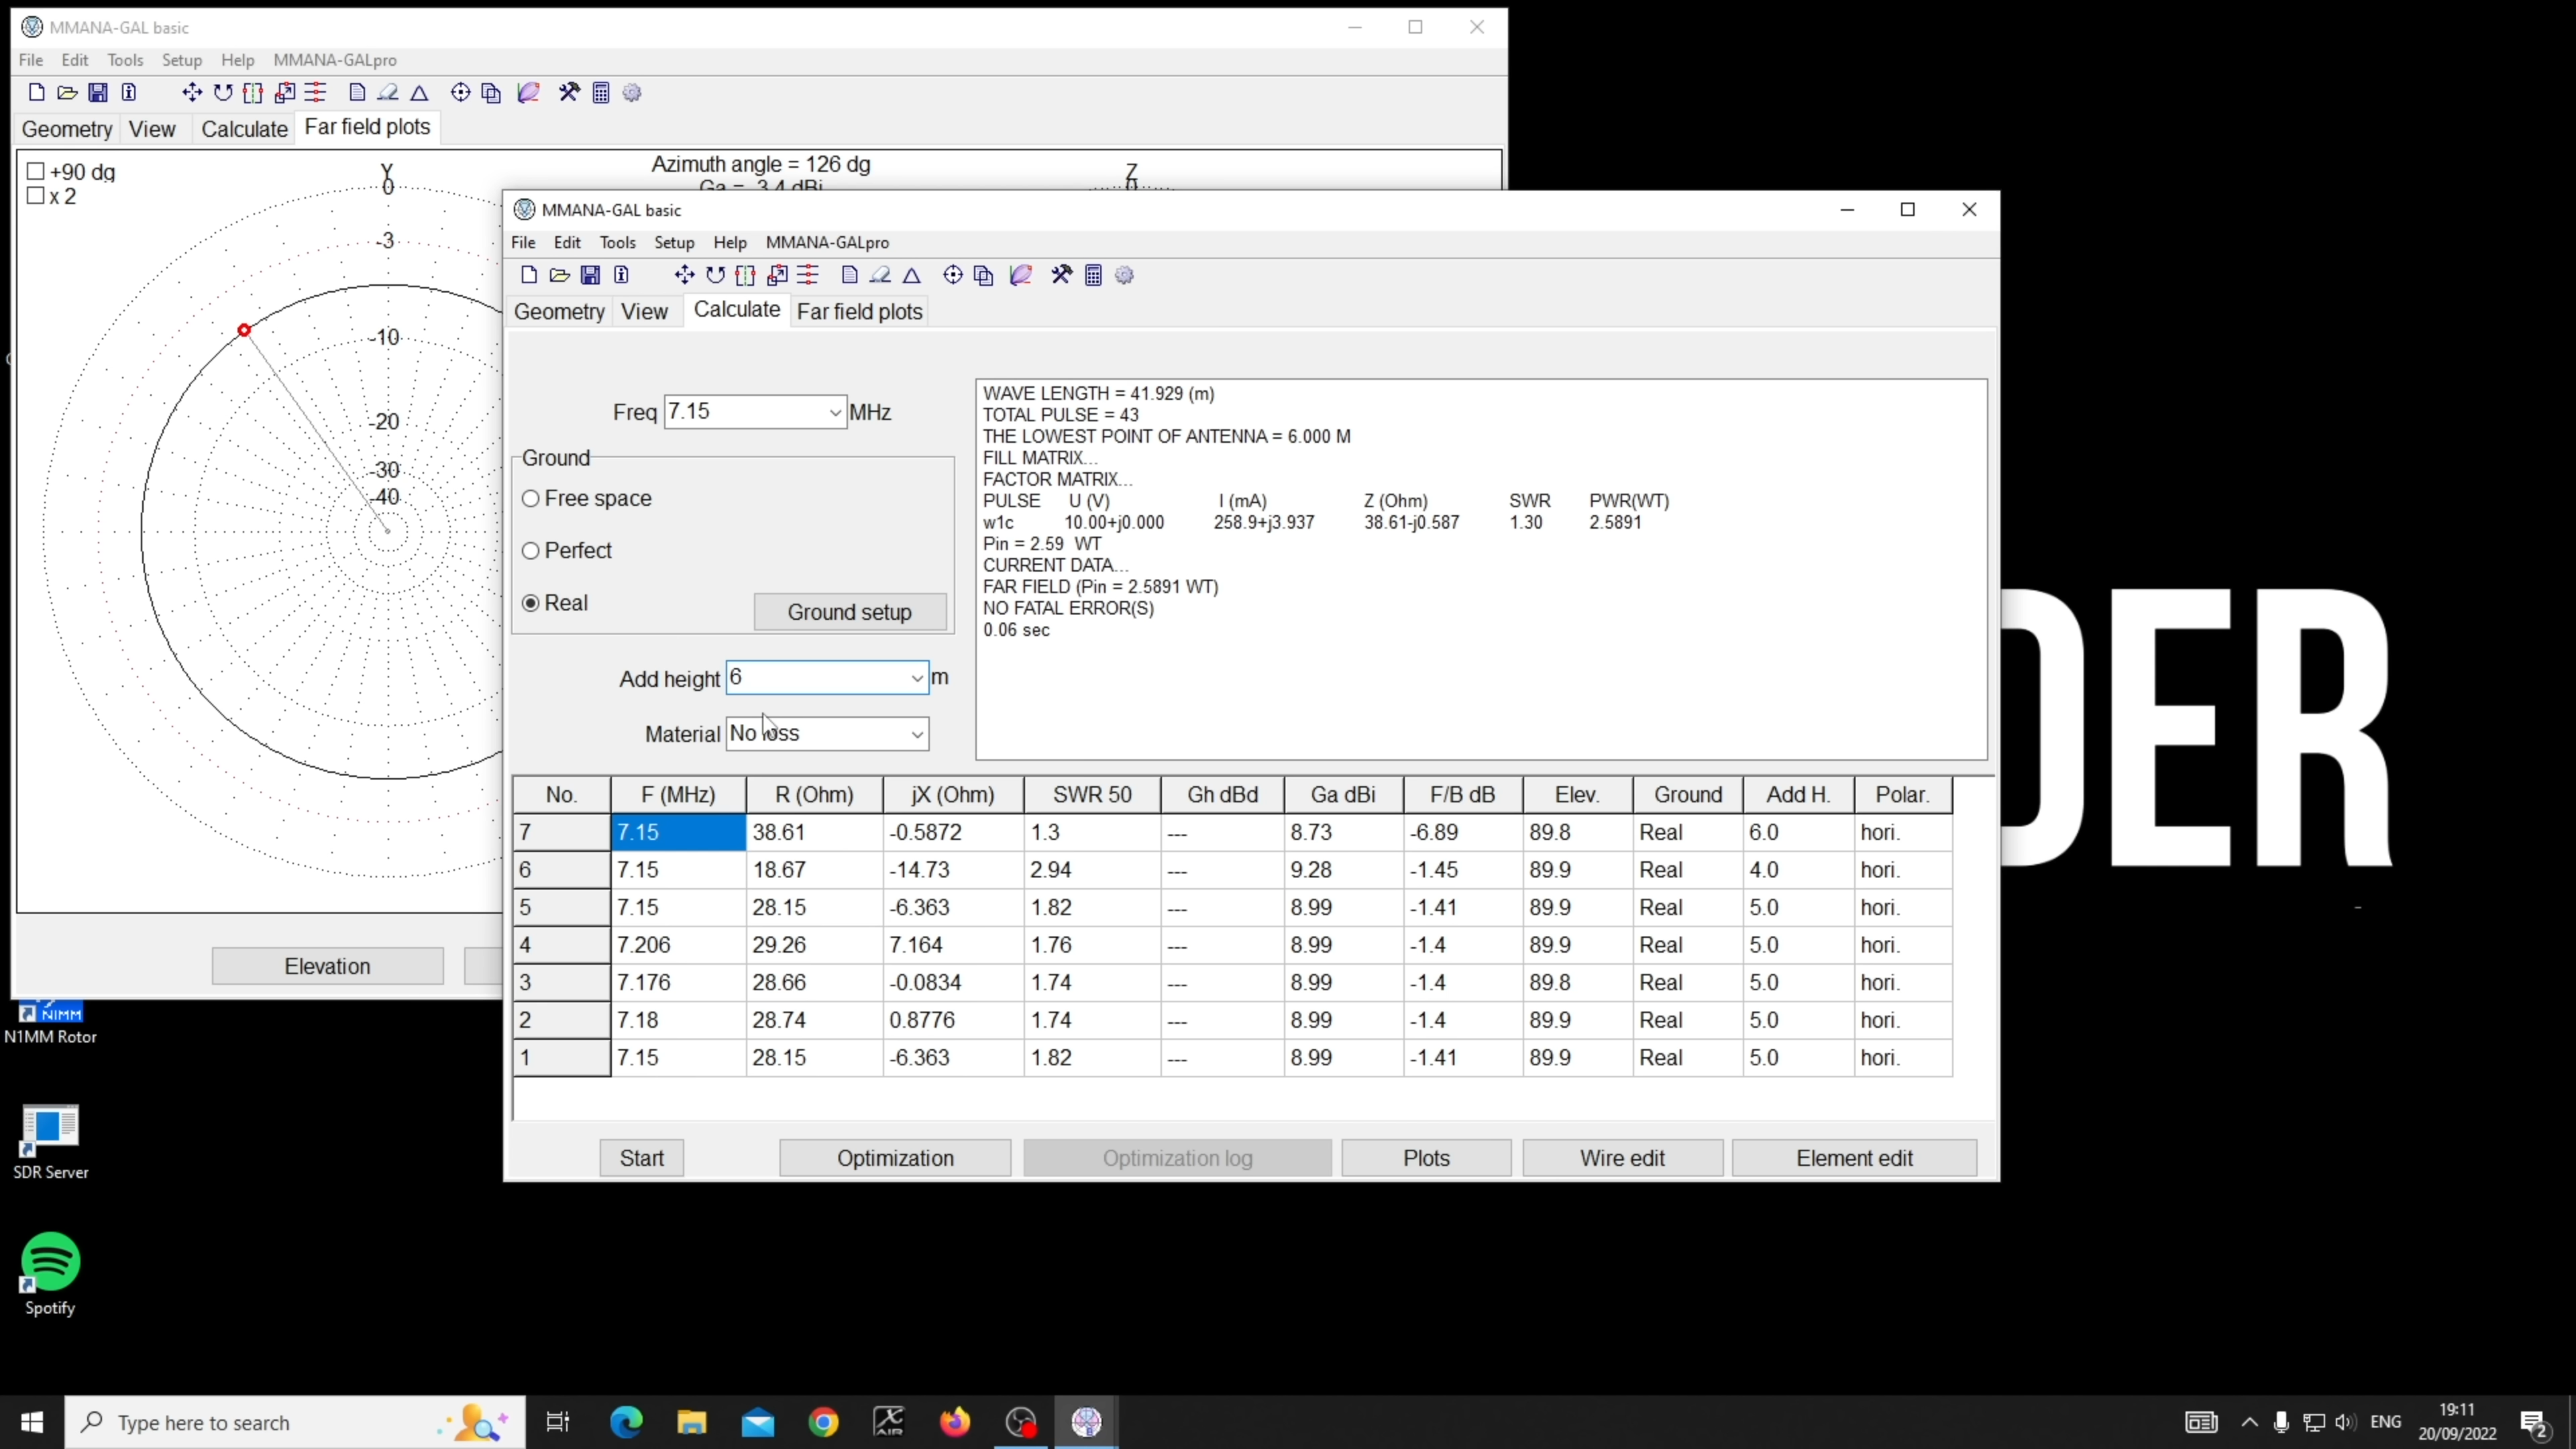 MMANA-GAL basic
File Edit Tools Setup Help MMANA-GALpro
Geometry View Calculate Far field plots
+90 dg
x 2
Y
0
-3
-10
-20
-30
-40
Azimuth angle = 126 dg
Ga = 3.4 dBi
Z
0
Elevation
MMANA-GAL basic
File Edit Tools Setup Help MMANA-GALpro
Geometry View Calculate Far field plots
Freq 7.15 MHz
Ground
Free space
Perfect
Real
Ground setup
Add height 6 m
Material No loss
WAVE LENGTH = 41.929 (m)
TOTAL PULSE = 43
THE LOWEST POINT OF ANTENNA = 6.000 M
FILL MATRIX...
FACTOR MATRIX...
PULSE U (V) I (mA) Z (Ohm) SWR PWR(WT)
w1c 10.00+j0.000 258.9+j3.937 38.61-j0.587 1.30 2.5891
Pin = 2.59 WT
CURRENT DATA...
FAR FIELD (Pin = 2.5891 WT)
NO FATAL ERROR(S)
0.06 sec
No. F (MHz) R (Ohm) jX (Ohm) SWR 50 Gh dBd Ga dBi F/B dB Elev. Ground Add H. Polar.
7 7.15 38.61 -0.5872 1.3 --- 8.73 -6.89 89.8 Real 6.0 hori.
6 7.15 18.67 -14.73 2.94 --- 9.28 -1.45 89.9 Real 4.0 hori.
5 7.15 28.15 -6.363 1.82 --- 8.99 -1.41 89.9 Real 5.0 hori.
4 7.206 29.26 7.164 1.76 --- 8.99 -1.4 89.9 Real 5.0 hori.
3 7.176 28.66 -0.0834 1.74 --- 8.99 -1.4 89.8 Real 5.0 hori.
2 7.18 28.74 0.8776 1.74 --- 8.99 -1.4 89.9 Real 5.0 hori.
1 7.15 28.15 -6.363 1.82 --- 8.99 -1.41 89.9 Real 5.0 hori.
Start Optimization Optimization log Plots Wire edit Element edit
DER
N1MM
N1MM Rotor
SDR Server
Spotify
Type here to search
X AIR
ENG
19:11
20/09/2022
2